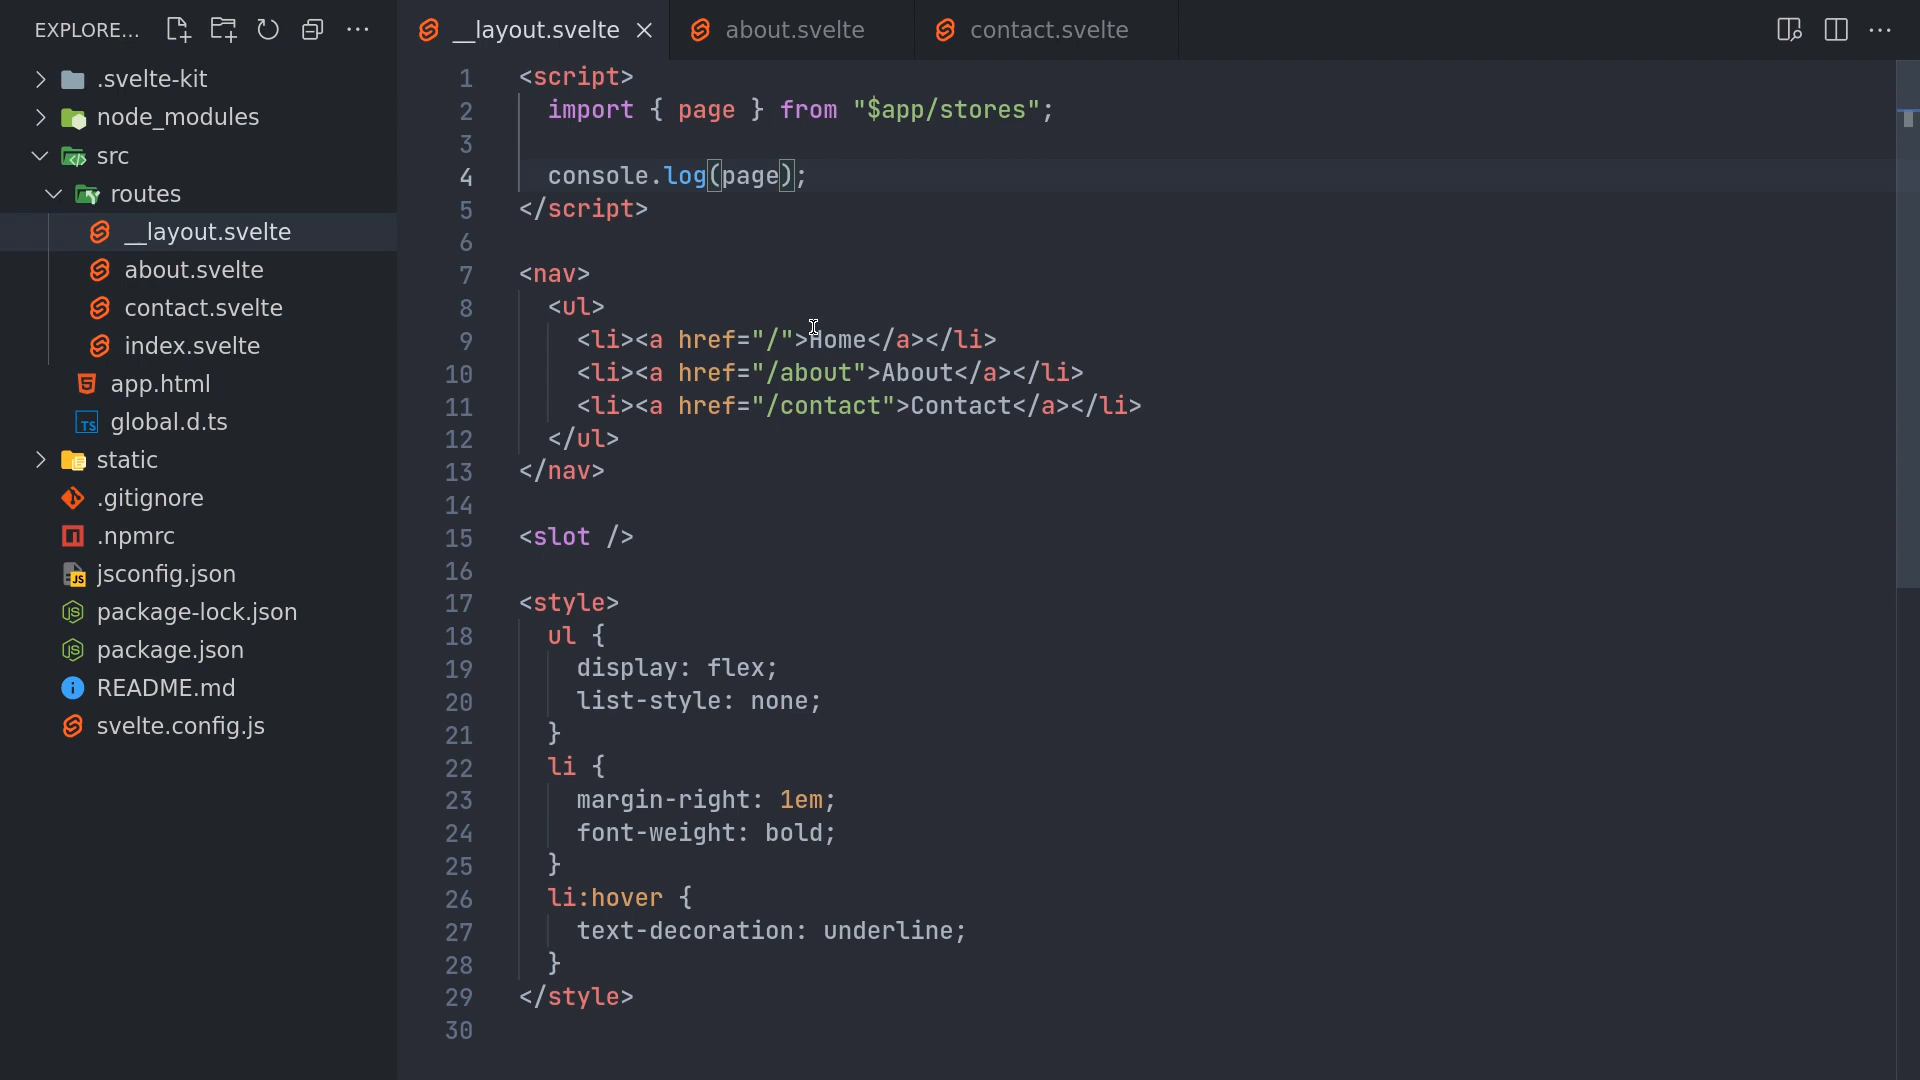 EXPLORE...
.svelte-kit
node_modules
src
routes
__layout.svelte
about.svelte
contact.svelte
index.svelte
app.html
TS global.d.ts
static
.gitignore
.npmrc
JS jsconfig.json
JS package-lock.json
JS package.json
README.md
svelte.config.js
__layout.svelte about.svelte contact.svelte
1 <script>
2   import { page } from "$app/stores";
3
4   console.log(page);
5 </script>
6
7 <nav>
8   <ul>
9     <li><a href="/">Home</a></li>
10     <li><a href="/about">About</a></li>
11     <li><a href="/contact">Contact</a></li>
12   </ul>
13 </nav>
14
15 <slot />
16
17 <style>
18   ul {
19     display: flex;
20     list-style: none;
21   }
22   li {
23     margin-right: 1em;
24     font-weight: bold;
25   }
26   li:hover {
27     text-decoration: underline;
28   }
29 </style>
30